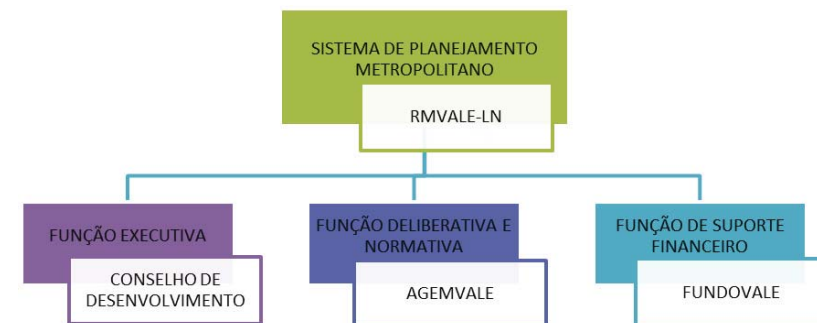 SISTEMA DE PLANEJAMENTO
METROPOLITANO
RMVALE-LN
FUNÇÃO EXECUTIVA
CONSELHO DE
DESENVOLVIMENTO
FUNÇÃO DELIBERATIVA E
NORMATIVA
AGEMVALE
FUNÇÃO DE SUPORTE
FINANCEIRO
FUNDOVALE